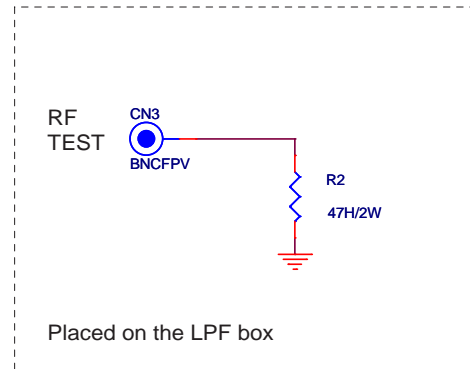 RF
TEST
CN3
BNCFPV
R2
47H/2W
Placed on the LPF box